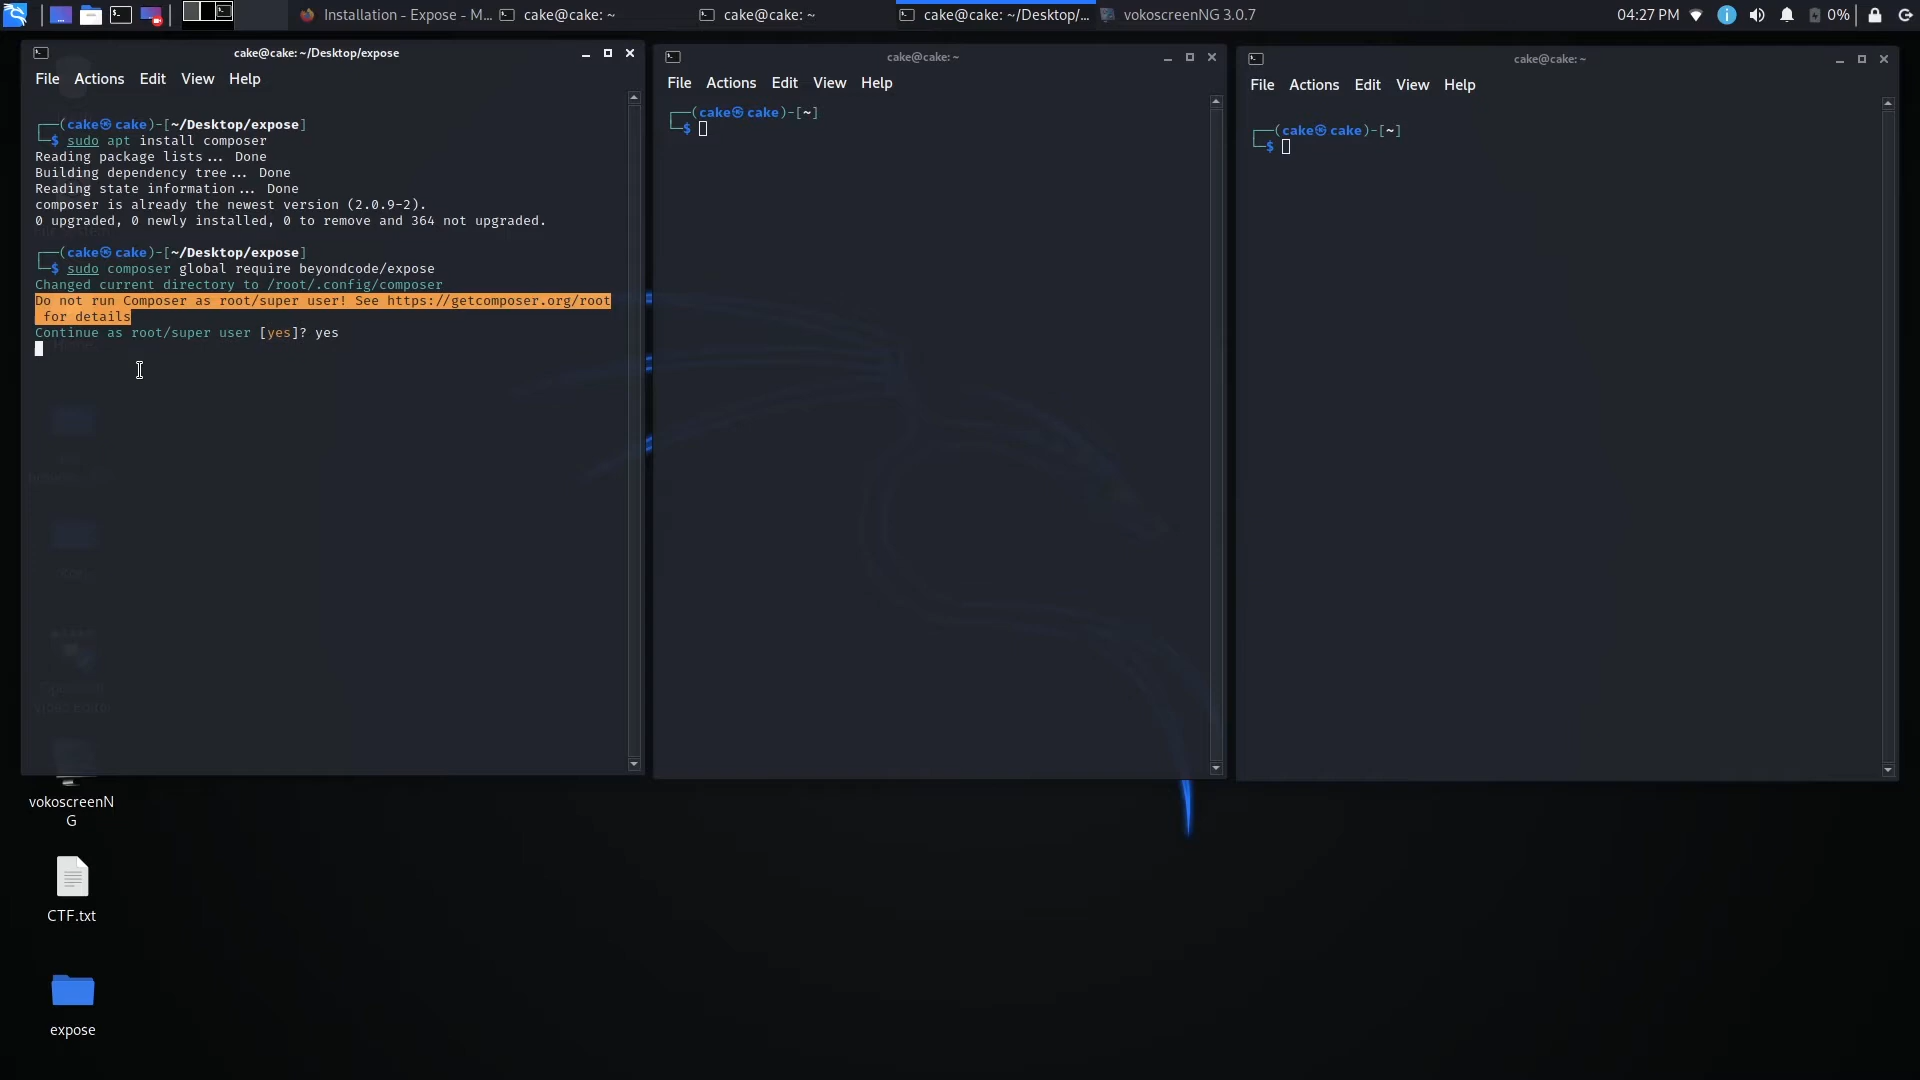 Installation - Expose - M...
cake@cake: ~
cake@cake: ~
cake@cake: ~/Desktop/...
vokoscreenNG 3.0.7
04:27 PM
0%
cake@cake: ~/Desktop/expose
File Actions Edit View Help
┌──(cake㉿cake)-[~/Desktop/expose]
└─$ sudo apt install composer
Reading package lists... Done
Building dependency tree... Done
Reading state information... Done
composer is already the newest version (2.0.9-2).
0 upgraded, 0 newly installed, 0 to remove and 364 not upgraded.
┌──(cake㉿cake)-[~/Desktop/expose]
└─$ sudo composer global require beyondcode/expose
Changed current directory to /root/.config/composer
Do not run Composer as root/super user! See https://getcomposer.org/root
for details
Continue as root/super user [yes]? yes
cake@cake: ~
File Actions Edit View Help
┌──(cake㉿cake)-[~]
└─$
cake@cake: ~
File Actions Edit View Help
┌──(cake㉿cake)-[~]
└─$
vokoscreenN
G
CTF.txt
expose